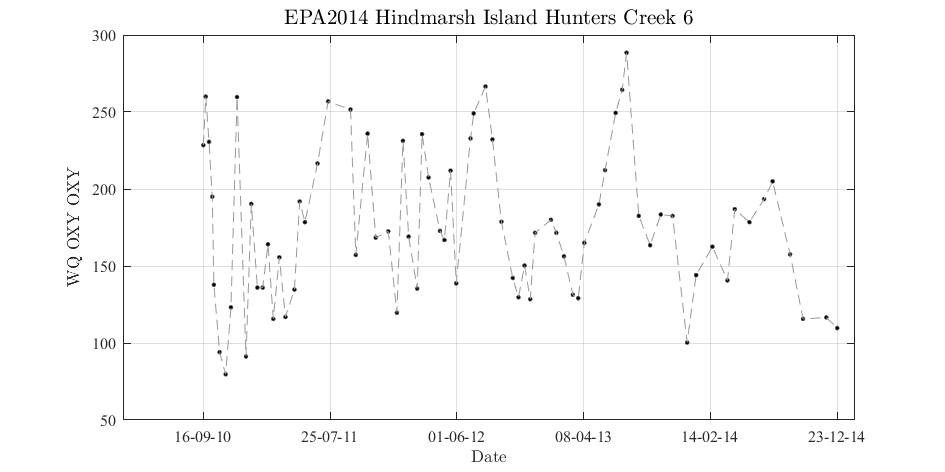 EPA2014 Hindmarsh Island Hunters Creek 6
300
250
200
150
100
50
WQ OXY OXY
16-09-10 25-07-11 01-06-12 08-04-13 14-02-14 23-12-14
Date